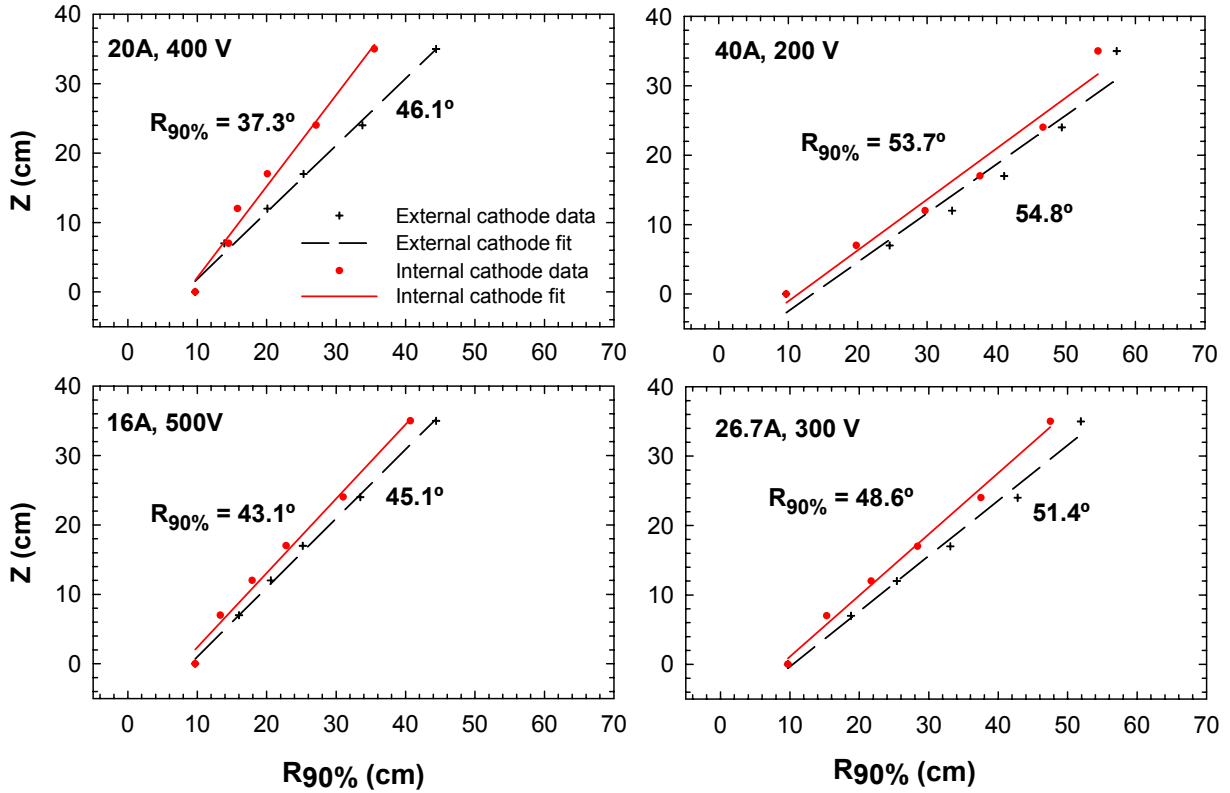 40
20A, 400 V
30
46.1º
R90% = 37.3º
20
Z (cm)
External cathode data
10
External cathode fit
Internal cathode data
0
Internal cathode fit
0 10 20 30 40 50 60 70
40
40A, 200 V
30
R90% = 53.7º
20
10
54.8º
0
0 10 20 30 40 50 60 70
40
16A, 500V
30
45.1º
R90% = 43.1º
20
Z (cm)
10
0
0 10 20 30 40 50 60 70
R90% (cm)
40
26.7A, 300 V
30
R90% = 48.6º
51.4º
20
10
0
0 10 20 30 40 50 60 70
R90% (cm)